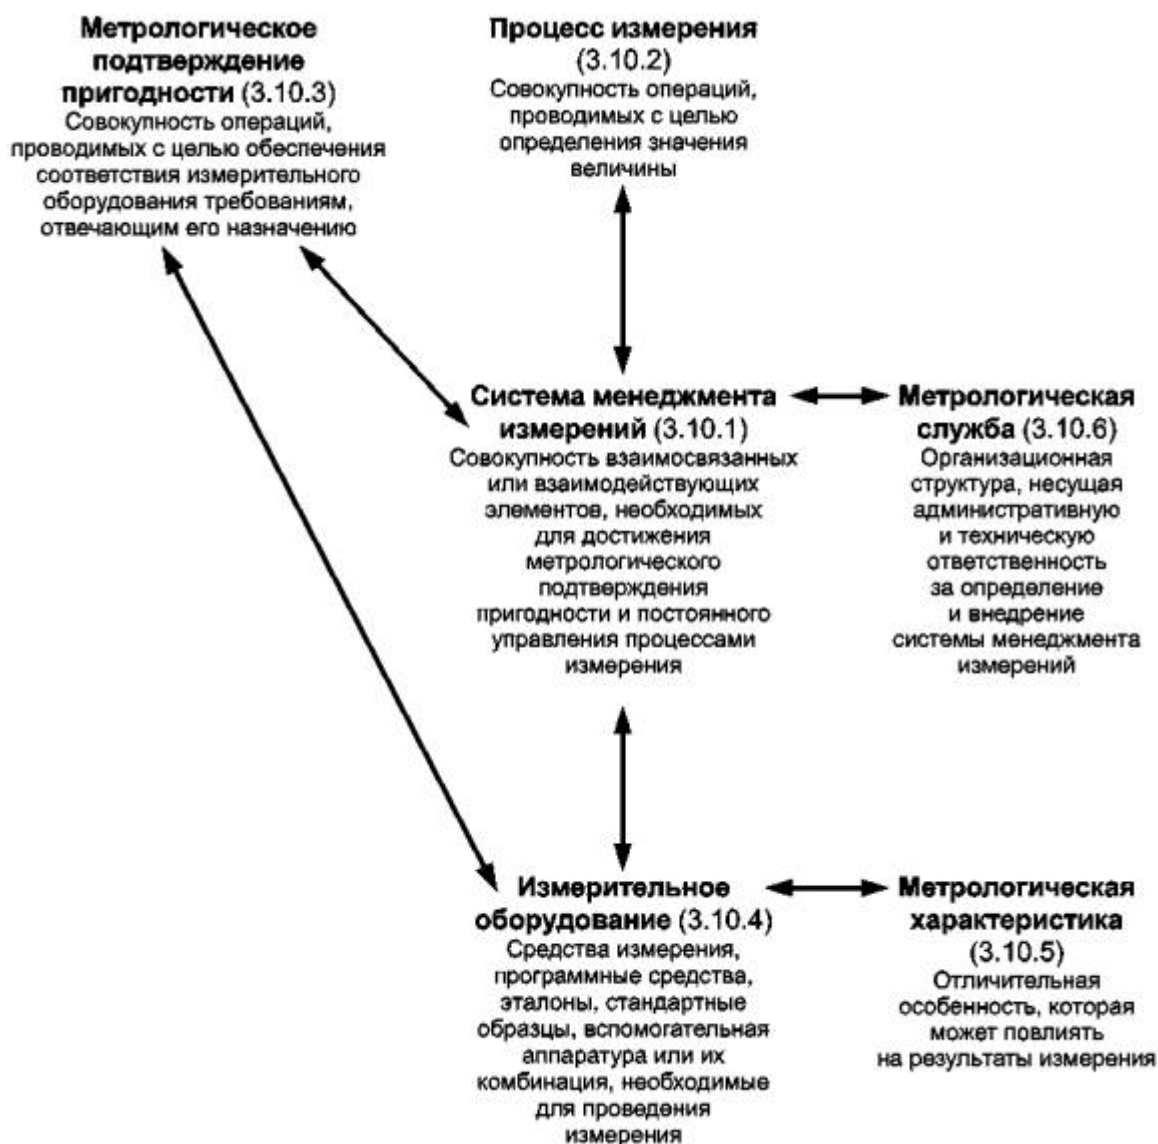 Метрологическое
подтверждение
пригодности (3.10.3)
Совокупность операций,
проводимых с целью обеспечения
соответствия измерительного
оборудования требованиям,
отвечающим его назначению
Процесс измерения
(3.10.2)
Совокупность операций,
проводимых с целью
определения значения
величины
Система менеджмента
измерений (3.10.1)
Совокупность взаимосвязанных
или взаимодействующих
элементов, необходимых
для достижения
метрологического
подтверждения
пригодности и постоянного
управления процессами
измерения
Метрологическая
служба (3.10.6)
Организационная
структура, несущая
административную
и техническую
ответственность
за определение
и внедрение
системы менеджмента
измерений
Измерительное
оборудование (3.10.4)
Средства измерения,
программные средства,
эталоны, стандартные
образцы, вспомогательная
аппаратура или их
комбинация, необходимые
для проведения
измерения
Метрологическая
характеристика
(3.10.5)
Отличительная
особенность, которая
может повлиять
на результаты измерения